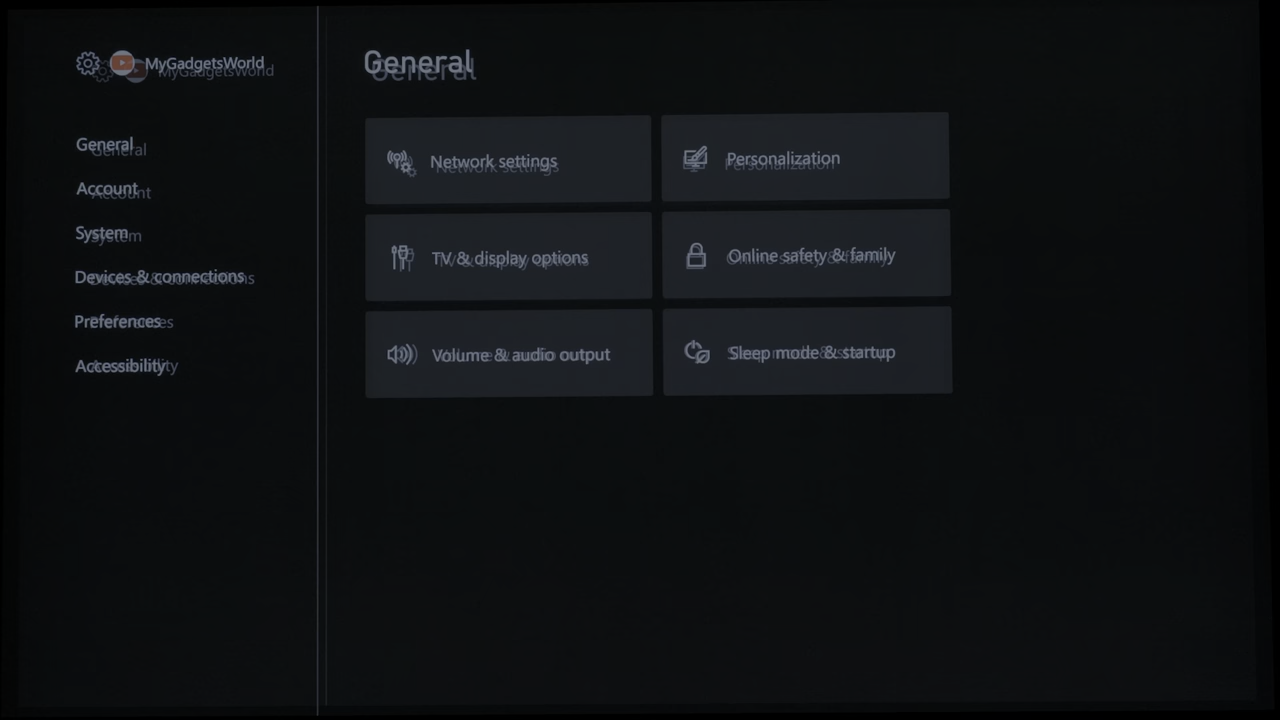 MyGadgetsWorld
General
Account
System
Devices & connections
Preferences
Accessibility
General
Network settings
Personalization
TV & display options
Online safety & family
Volume & audio output
Sleep mode & startup